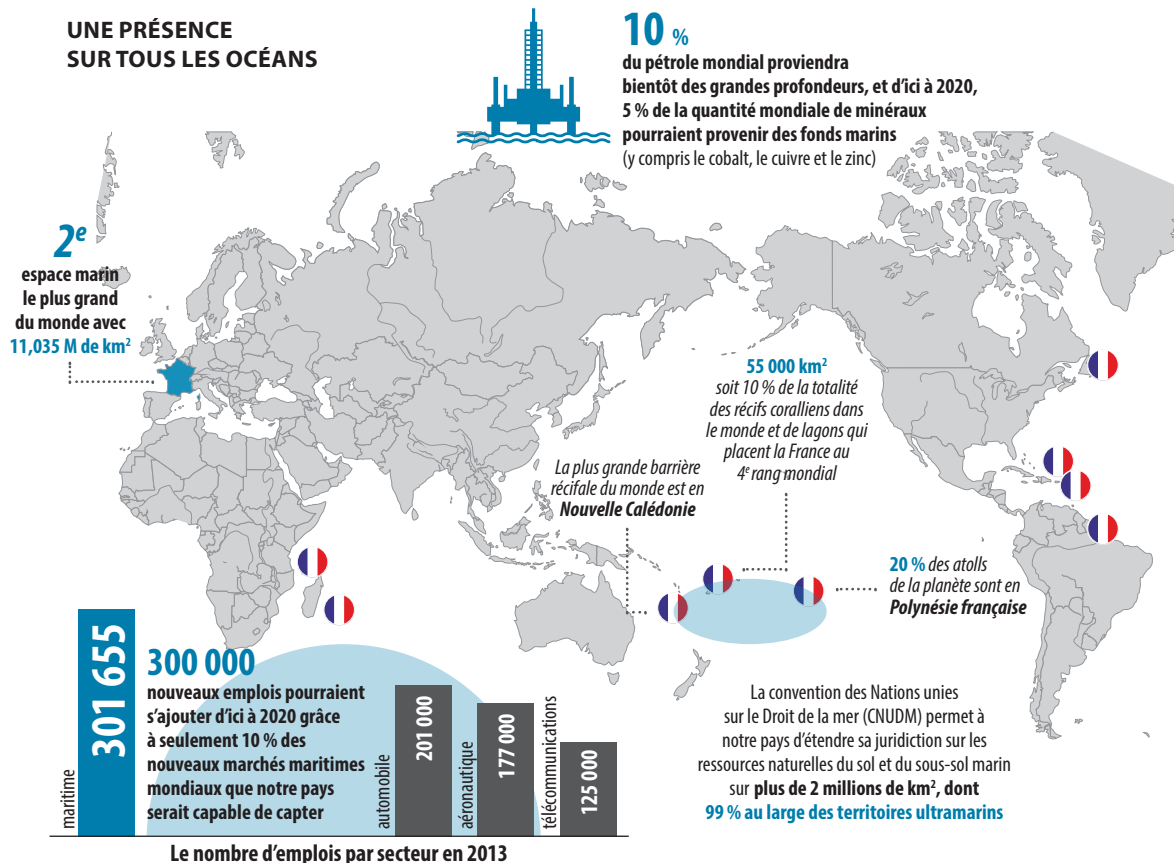 UNE PRÉSENCE
SUR TOUS LES OCÉANS
10 %
du pétrole mondial proviendra
bientôt des grandes profondeurs, et d'ici à 2020,
5 % de la quantité mondiale de minéraux
pourraient provenir des fonds marins
(y compris le cobalt, le cuivre et le zinc)
2e
espace marin
le plus grand
du monde avec
11,035 M de km²
55 000 km²
soit 10 % de la totalité
des récifs coralliens dans
le monde et de lagons qui
placent la France au
4e rang mondial
La plus grande barrière
récifale du monde est en
Nouvelle Calédonie
20 % des atolls
de la planète sont en
Polynésie française
300 000
nouveaux emplois pourraient
s'ajouter d'ici à 2020 grâce
à seulement 10 % des
nouveaux marchés maritimes
mondiaux que notre pays
serait capable de capter
maritime
301 655
automobile
201 000
aéronautique
177 000
télécommunications
125 000
Le nombre d'emplois par secteur en 2013
La convention des Nations unies
sur le Droit de la mer (CNUDM) permet à
notre pays d'étendre sa juridiction sur les
ressources naturelles du sol et du sous-sol marin
sur plus de 2 millions de km², dont
99 % au large des territoires ultramarins